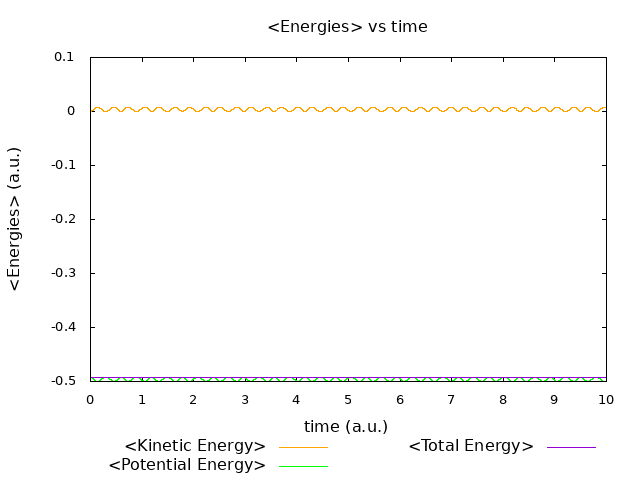 <Energies> vs time
0.1
0
-0.1
-0.2
-0.3
-0.4
-0.5
<Energies> (a.u.)
0 1 2 3 4 5 6 7 8 9 10
time (a.u.)
<Kinetic Energy> <Total Energy>
<Potential Energy>